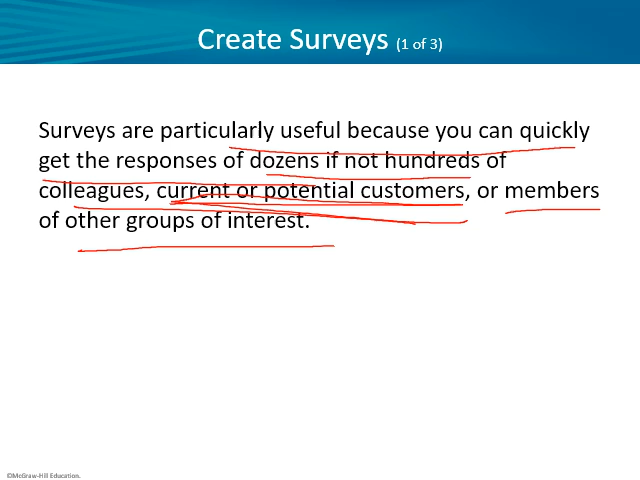 Create Surveys (1 of 3)
Surveys are particularly useful because you can quickly
get the responses of dozens if not hundreds of
colleagues, current or potential customers, or members
of other groups of interest.
©McGraw-Hill Education.